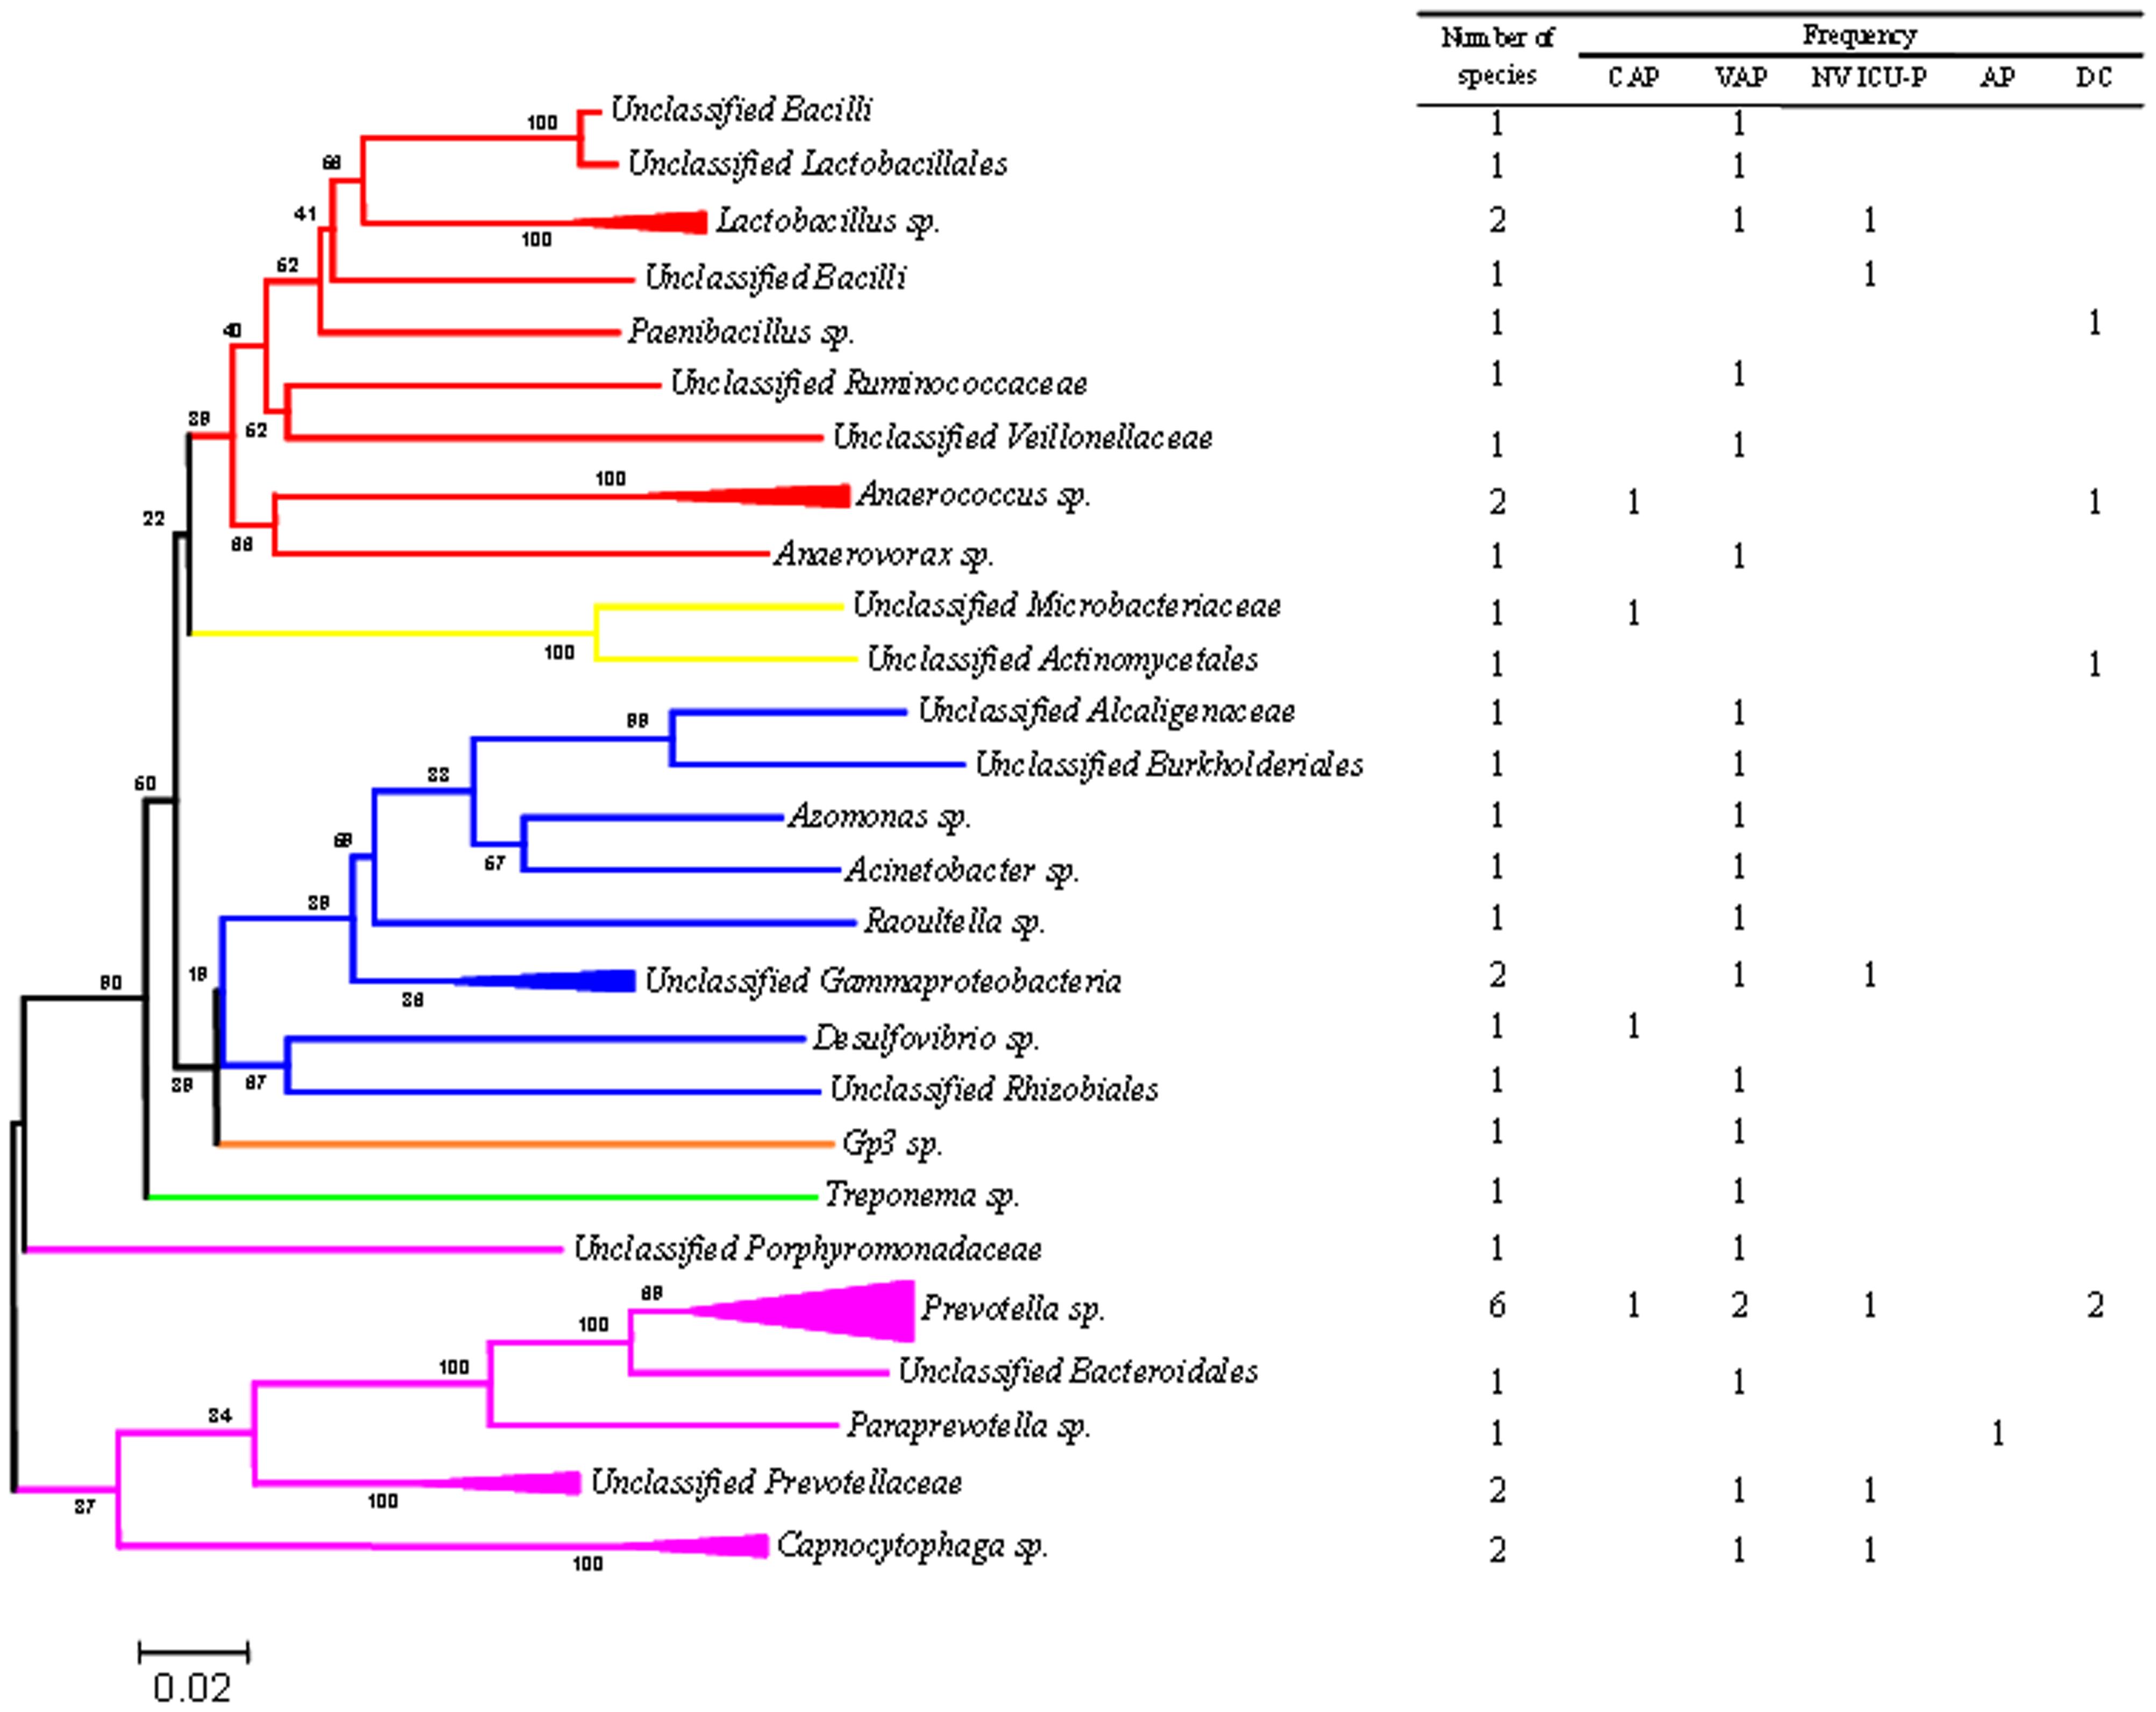 Number of species Frequency
CAP VAP NV ICU-P AP DC
Unclassified Bacilli 1 1
100
Unclassified Lactobacillales 1 1
Lactobacillus sp. 2 1 1
41
100
Unclassified Bacilli 1 1
62
Paenibacillus sp. 1 1
40
Unclassified Ruminococcaceae 1 1
62
Unclassified Veillonellaceae 1 1
100
Anaerococcus sp. 2 1 1
22
Anaerovorax sp. 1 1
Unclassified Microbacteriaceae 1 1
100
Unclassified Actinomycetales 1 1
Unclassified Alcaligenaceae 1 1
Unclassified Burkholderiales 1 1
60
Azomonas sp. 1 1
67
Acinetobacter sp. 1 1
Raoultella sp. 1 1
Unclassified Gammaproteobacteria 2 1 1
Desulfovibrio sp. 1 1
Unclassified Rhizobiales 1 1
Gp3 sp. 1 1
Treponema sp. 1 1
Unclassified Porphyromonadaceae 1 1
Prevotella sp. 6 1 2 1 2
100
100
Unclassified Bacteroidales 1 1
Paraprevotella sp. 1 1
Unclassified Prevotellaceae 2 1 1
100
Capnocytophaga sp. 2 1 1
100
0.02